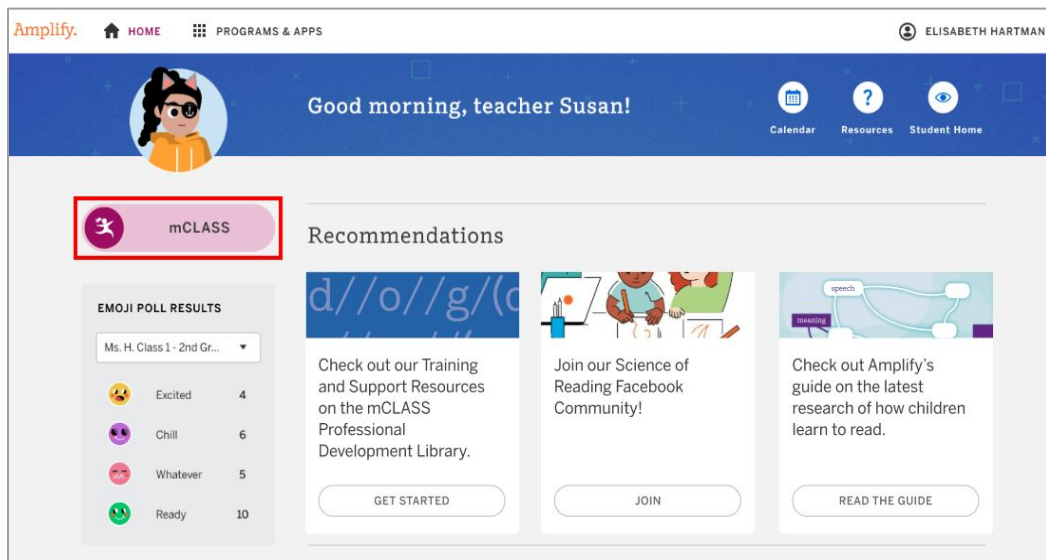 Amplify.
HOME
PROGRAMS & APPS
ELISABETH HARTMAN
Good morning, teacher Susan!
Calendar
Resources
Student Home
mCLASS
Recommendations
EMOJI POLL RESULTS
Ms. H. Class 1 - 2nd Gr...
Excited 4
Chill 6
Whatever 5
Ready 10
d//o//g/(c
Check out our Training
and Support Resources
on the mCLASS
Professional
Development Library.
GET STARTED
Join our Science of
Reading Facebook
Community!
JOIN
speech
meaning
Check out Amplify's
guide on the latest
research of how children
learn to read.
READ THE GUIDE